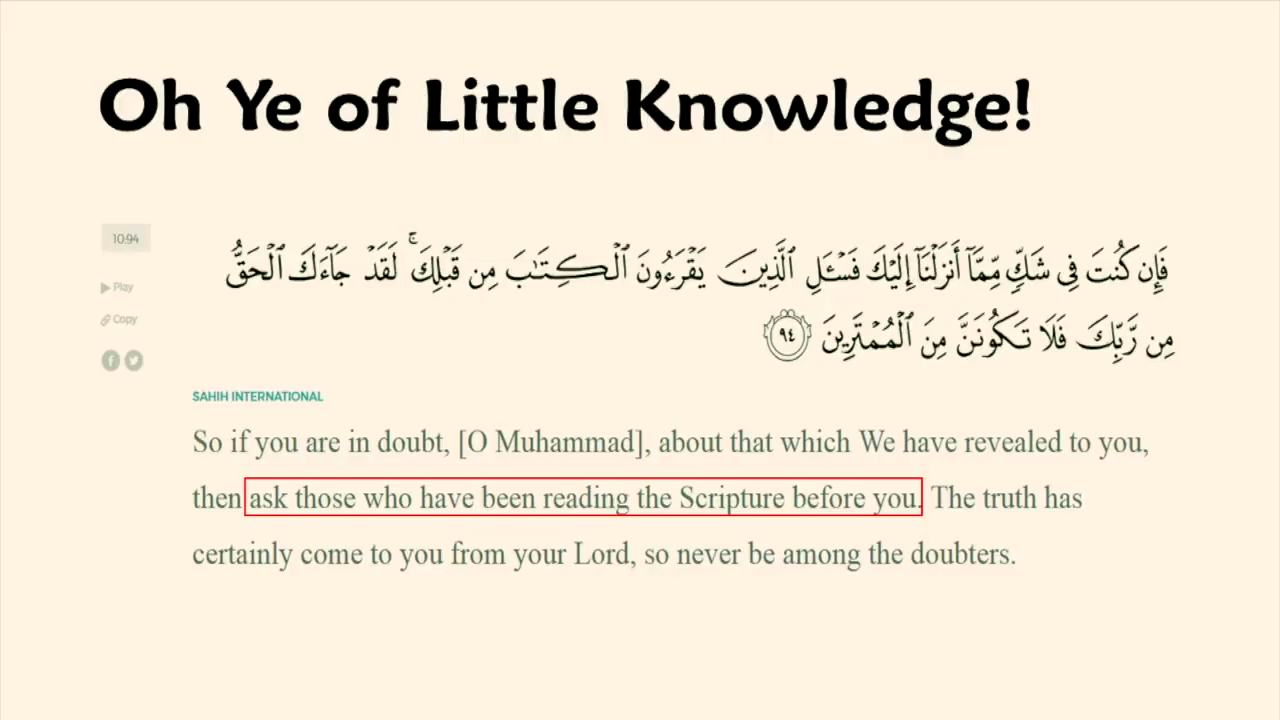 Oh Ye of Little Knowledge!
10:94
فَإِن كُنتَ فِى شَكٍّ مِّمَّآ أَنزَلْنَآ إِلَيْكَ فَسْـَٔلِ ٱلَّذِينَ يَقْرَءُونَ ٱلْكِتَـٰبَ مِن قَبْلِكَ ۚ لَقَدْ جَآءَكَ ٱلْحَقُّ
Play
مِن رَّبِّكَ فَلَا تَكُونَنَّ مِنَ ٱلْمُمْتَرِينَ ٩٤
Copy
SAHIH INTERNATIONAL
So if you are in doubt, [O Muhammad], about that which We have revealed to you,
then ask those who have been reading the Scripture before you. The truth has
certainly come to you from your Lord, so never be among the doubters.